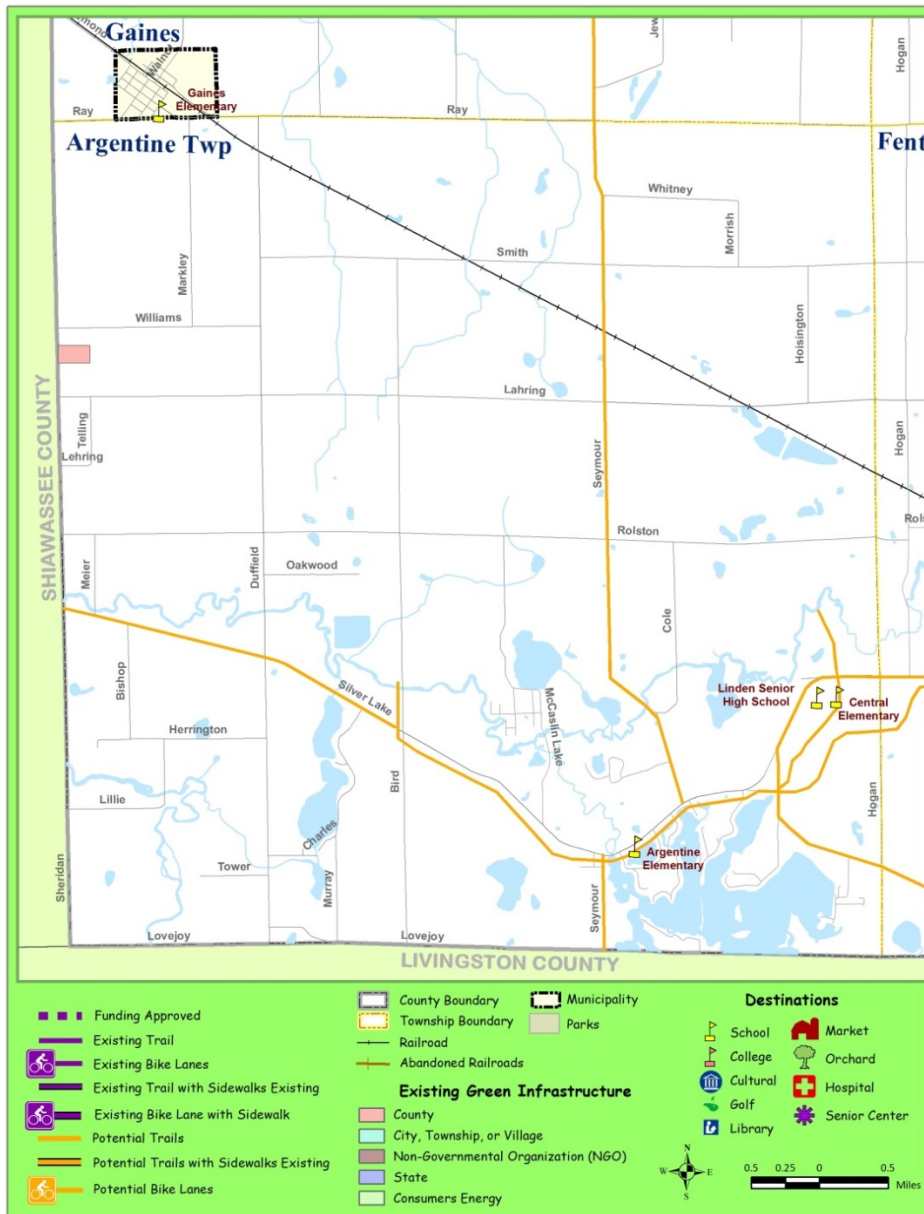 Gaines
Walnut
Jew
Hogan
Gaines
Elementary
Ray
Ray
Argentine Twp
Fent
Whitney
Morrish
Smith
Markley
Williams
Hoisington
Lahring
Telling
Lehring
Seymour
Hogan
SHIAWASSEE COUNTY
Rolston
Rols
Meier
Duffield
Oakwood
Cole
Bishop
Silver Lake
McCaslin Lake
Linden Senior
High School
Central
Elementary
Herrington
Bird
Lillie
Hogan
Charles
Argentine
Elementary
Tower
Sheridan
Murray
Seymour
Lovejoy
Lovejoy
LIVINGSTON COUNTY
Funding Approved
Existing Trail
Existing Bike Lanes
Existing Trail with Sidewalks Existing
Existing Bike Lane with Sidewalk
Potential Trails
Potential Trails with Sidewalks Existing
Potential Bike Lanes
County Boundary
Township Boundary
Railroad
Abandoned Railroads
Municipality
Parks
Existing Green Infrastructure
County
City, Township, or Village
Non-Governmental Organization (NGO)
State
Consumers Energy
Destinations
School
College
Cultural
Golf
Library
Market
Orchard
Hospital
Senior Center
N
W E
S
0.5 0.25 0 0.5
Miles